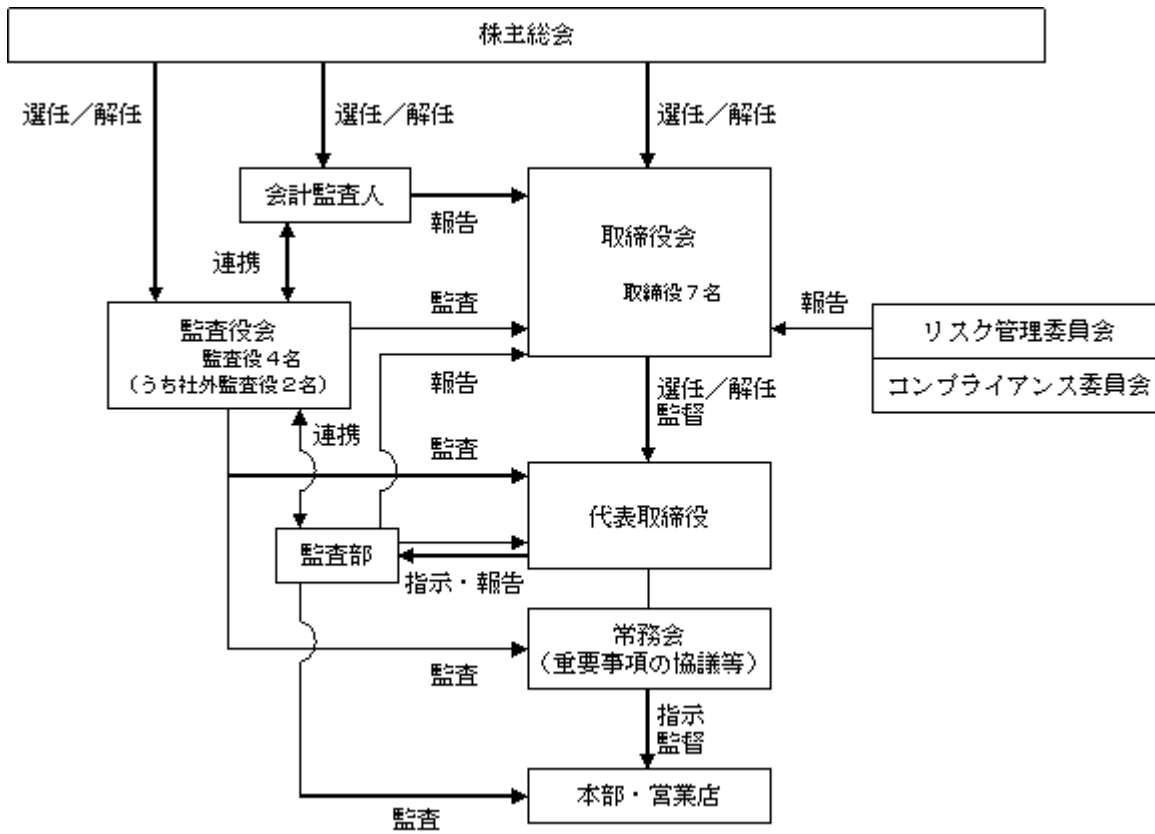 株主総会
選任／解任
選任／解任
選任／解任
会計監査人
報告
取締役会
取締役７名
連携
監査
報告
監査役会
監査役４名
（うち社外監査役２名）
リスク管理委員会
コンプライアンス委員会
報告
選任／解任
監督
連携
監査
代表取締役
監査部
指示・報告
常務会
（重要事項の協議等）
監査
指示
監督
本部・営業店
監査